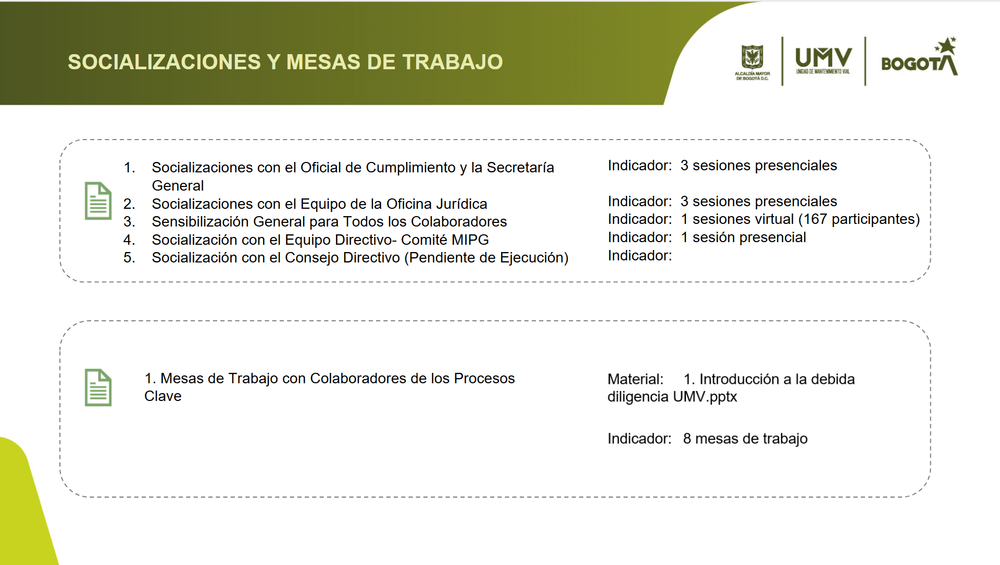 SOCIALIZACIONES Y MESAS DE TRABAJO
ALCALDÍA MAYOR
DE BOGOTÁ D.C.
UMV
UNIDAD DE MANTENIMIENTO VIAL
BOGOTÁ
1. Socializaciones con el Oficial de Cumplimiento y la Secretaría
General
2. Socializaciones con el Equipo de la Oficina Jurídica
3. Sensibilización General para Todos los Colaboradores
4. Socialización con el Equipo Directivo- Comité MIPG
5. Socialización con el Consejo Directivo (Pendiente de Ejecución)
Indicador: 3 sesiones presenciales
Indicador: 3 sesiones presenciales
Indicador: 1 sesiones virtual (167 participantes)
Indicador: 1 sesión presencial
Indicador:
1. Mesas de Trabajo con Colaboradores de los Procesos
Clave
Material: 1. Introducción a la debida
diligencia UMV.pptx
Indicador: 8 mesas de trabajo